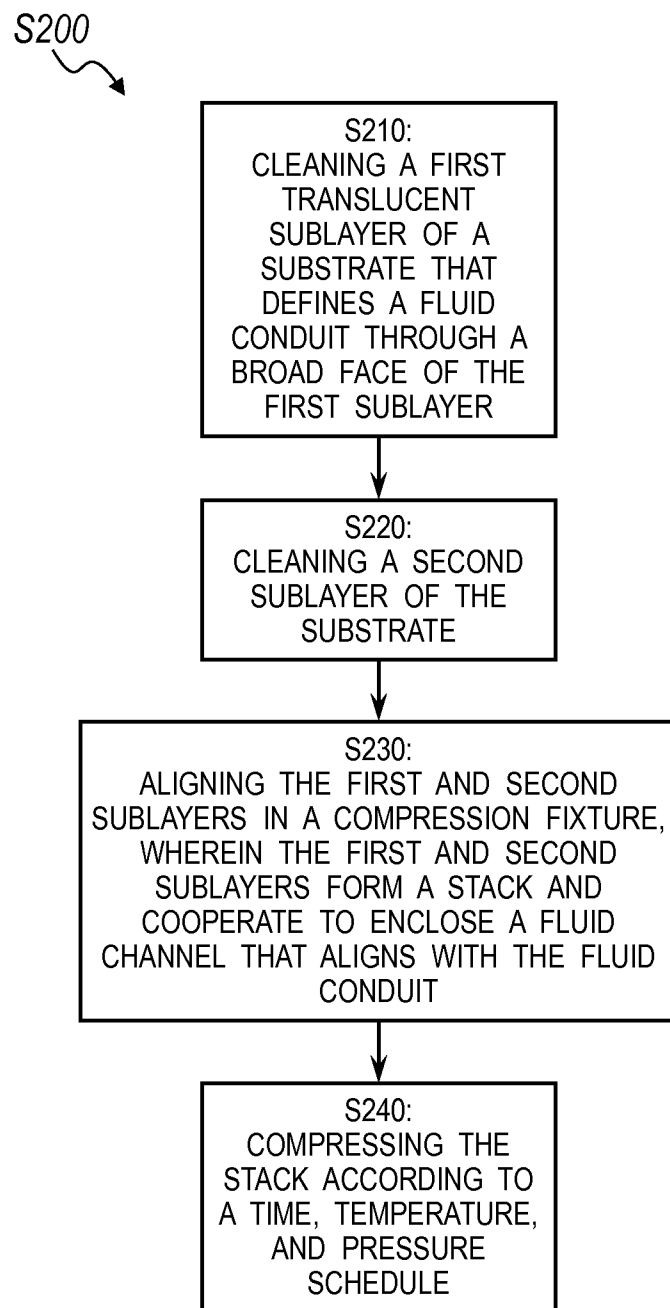 S200
S210:
CLEANING A FIRST
TRANSLUCENT
SUBLAYER OF A
SUBSTRATE THAT
DEFINES A FLUID
CONDUIT THROUGH A
BROAD FACE OF THE
FIRST SUBLAYER
S220:
CLEANING A SECOND
SUBLAYER OF THE
SUBSTRATE
S230:
ALIGNING THE FIRST AND SECOND
SUBLAYERS IN A COMPRESSION FIXTURE,
WHEREIN THE FIRST AND SECOND
SUBLAYERS FORM A STACK AND
COOPERATE TO ENCLOSE A FLUID
CHANNEL THAT ALIGNS WITH THE FLUID
CONDUIT
S240:
COMPRESSING THE
STACK ACCORDING TO
A TIME, TEMPERATURE,
AND PRESSURE
SCHEDULE